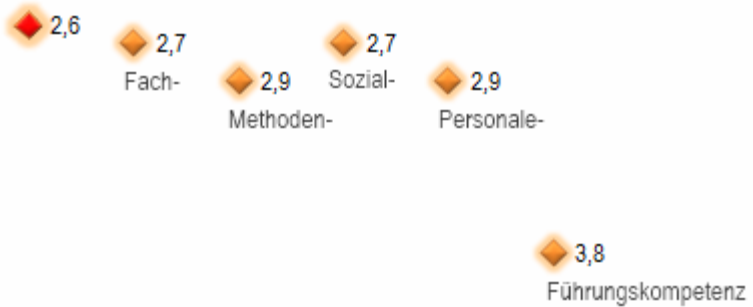 2,6
2,7
Fach-
2,9
Methoden-
2,7
Sozial-
2,9
Personale-
3,8
Führungskompetenz